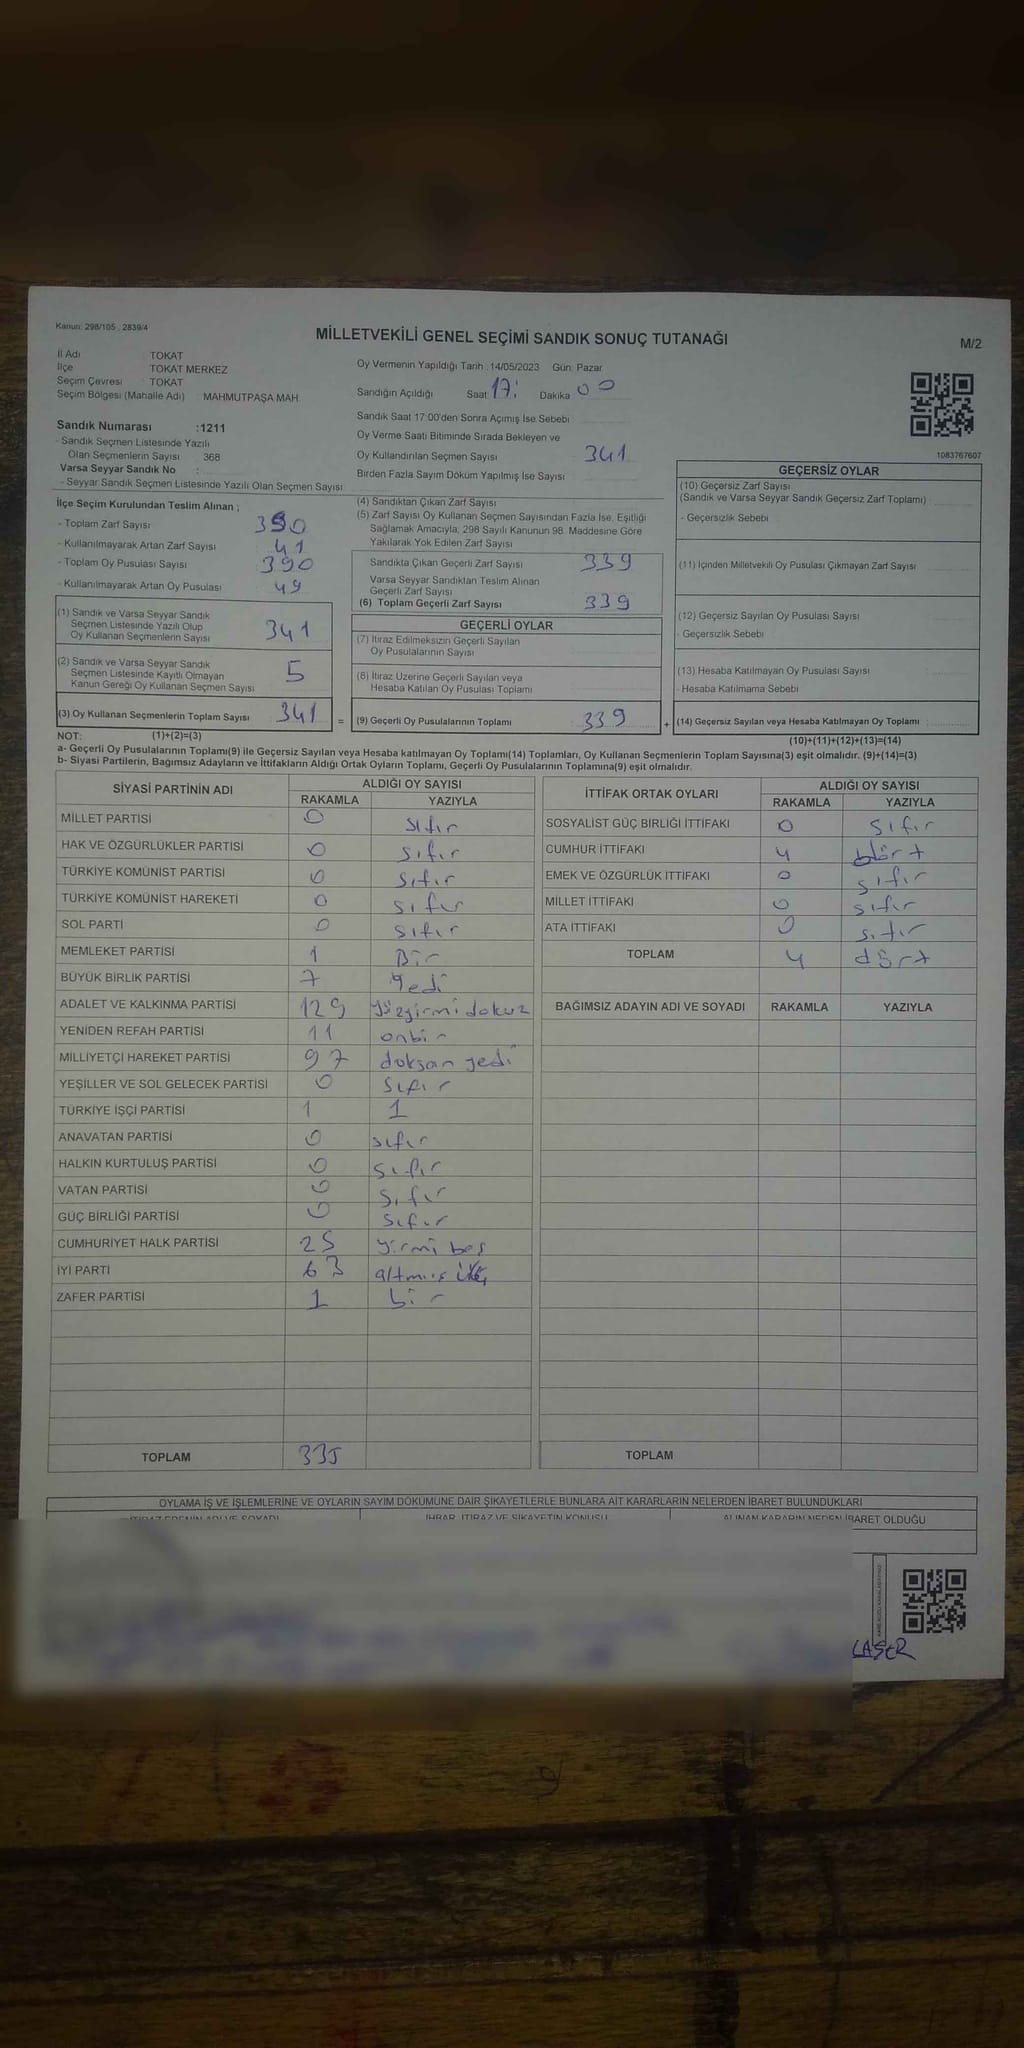 Kanun: 298/105 , 2839/4
MİLLETVEKİLİ GENEL SEÇİMİ SANDIK SONUÇ TUTANAĞI
M/2
İl Adı TOKAT
İlçe TOKAT MERKEZ
Seçim Çevresi : TOKAT
Seçim Bölgesi (Mahalle Adı) : MAHMUTPAŞA MAH.
Oy Vermenin Yapıldığı Tarih : 14/05/2023 Gün: Pazar
Sandığın Açıldığı Saat 17: Dakika 00
Sandık Saat 17:00'den Sonra Açımış İse Sebebi
Oy Verme Saati Bitiminde Sırada Bekleyen ve
Oy Kullandırılan Seçmen Sayısı 341
Birden Fazla Sayım Döküm Yapılmış İse Sayısı
1083767607
Sandık Numarası :1211
- Sandık Seçmen Listesinde Yazılı
Olan Seçmenlerin Sayısı : 368
Varsa Seyyar Sandık No :
- Seyyar Sandık Seçmen Listesinde Yazılı Olan Seçmen Sayısı
İlçe Seçim Kurulundan Teslim Alınan ;
- Toplam Zarf Sayısı 390
- Kullanılmayarak Artan Zarf Sayısı 41
- Toplam Oy Pusulası Sayısı 390
- Kullanılmayarak Artan Oy Pusulası 49
(1) Sandık ve Varsa Seyyar Sandık
Seçmen Listesinde Yazılı Olup
Oy Kullanan Seçmenlerin Sayısı 341
(2) Sandık ve Varsa Seyyar Sandık
Seçmen Listesinde Kayıtlı Olmayan
Kanun Gereği Oy Kullanan Seçmen Sayısı 5
(3) Oy Kullanan Seçmenlerin Toplam Sayısı 341 =
(4) Sandıktan Çıkan Zarf Sayısı
(5) Zarf Sayısı Oy Kullanan Seçmen Sayısından Fazla İse, Eşitliği
Sağlamak Amacıyla; 298 Sayılı Kanunun 98. Maddesine Göre
Yakılarak Yok Edilen Zarf Sayısı
Sandıkta Çıkan Geçerli Zarf Sayısı 339
Varsa Seyyar Sandıktan Teslim Alınan
Geçerli Zarf Sayısı
(6) Toplam Geçerli Zarf Sayısı 339
GEÇERLİ OYLAR
(7) İtiraz Edilmeksizin Geçerli Sayılan
Oy Pusulalarının Sayısı
(8) İtiraz Üzerine Geçerli Sayılan veya
Hesaba Katılan Oy Pusulası Toplamı
(9) Geçerli Oy Pusulalarının Toplamı 339 +
GEÇERSİZ OYLAR
(10) Geçersiz Zarf Sayısı
(Sandık ve Varsa Seyyar Sandık Geçersiz Zarf Toplamı)
- Geçersizlik Sebebi
(11) İçinden Milletvekili Oy Pusulası Çıkmayan Zarf Sayısı
(12) Geçersiz Sayılan Oy Pusulası Sayısı
- Geçersizlik Sebebi
(13) Hesaba Katılmayan Oy Pusulası Sayısı
- Hesaba Katılmama Sebebi
(14) Geçersiz Sayılan veya Hesaba Katılmayan Oy Toplamı
NOT: (1)+(2)=(3)
(10)+(11)+(12)+(13)=(14)
a- Geçerli Oy Pusulalarının Toplamı(9) ile Geçersiz Sayılan veya Hesaba katılmayan Oy Toplamı(14) Toplamları, Oy Kullanan Seçmenlerin Toplam Sayısına(3) eşit olmalıdır. (9)+(14)=(3)
b- Siyasi Partilerin, Bağımsız Adayların ve İttifakların Aldığı Ortak Oyların Toplamı, Geçerli Oy Pusulalarının Toplamına(9) eşit olmalıdır.
SİYASİ PARTİNİN ADI ALDIĞI OY SAYISI
RAKAMLA YAZIYLA
MİLLET PARTİSİ 0 sıfır
HAK VE ÖZGÜRLÜKLER PARTİSİ 0 sıfır
TÜRKİYE KOMÜNİST PARTİSİ 0 sıfır
TÜRKİYE KOMÜNİST HAREKETİ 0 sıfır
SOL PARTİ 0 sıfır
MEMLEKET PARTİSİ 1 Bir
BÜYÜK BİRLİK PARTİSİ 7 yedi
ADALET VE KALKINMA PARTİSİ 129 yüzyirmidokuz
YENİDEN REFAH PARTİSİ 11 onbir
MİLLİYETÇİ HAREKET PARTİSİ 97 doksan yedi
YEŞİLLER VE SOL GELECEK PARTİSİ 0 sıfır
TÜRKİYE İŞÇİ PARTİSİ 1 1
ANAVATAN PARTİSİ 0 sıfır
HALKIN KURTULUŞ PARTİSİ 0 sıfır
VATAN PARTİSİ 0 sıfır
GÜÇ BİRLİĞİ PARTİSİ 0 sıfır
CUMHURİYET HALK PARTİSİ 25 yirmi beş
İYİ PARTİ 63 altmış
ZAFER PARTİSİ 1 bir
TOPLAM 335
İTTİFAK ORTAK OYLARI ALDIĞI OY SAYISI
RAKAMLA YAZIYLA
SOSYALİST GÜÇ BİRLİĞİ İTTİFAKI 0 sıfır
CUMHUR İTTİFAKI 4 dört
EMEK VE ÖZGÜRLÜK İTTİFAKI 0 sıfır
MİLLET İTTİFAKI 0 sıfır
ATA İTTİFAKI 0 sıfır
TOPLAM 4 dört
BAĞIMSIZ ADAYIN ADI VE SOYADI RAKAMLA YAZIYLA
TOPLAM
OYLAMA İŞ VE İŞLEMLERİNE VE OYLARIN SAYIM DÖKÜMÜNE DAİR ŞİKAYETLERLE BUNLARA AİT KARARLARIN NELERDEN İBARET BULUNDUKLARI
İTİRAZ EDENİN ADI VE SOYADI İHBAR, İTİRAZ VE ŞİKAYETİN KONUSU ALINAN KARARIN NEDEN İBARET OLDUĞU